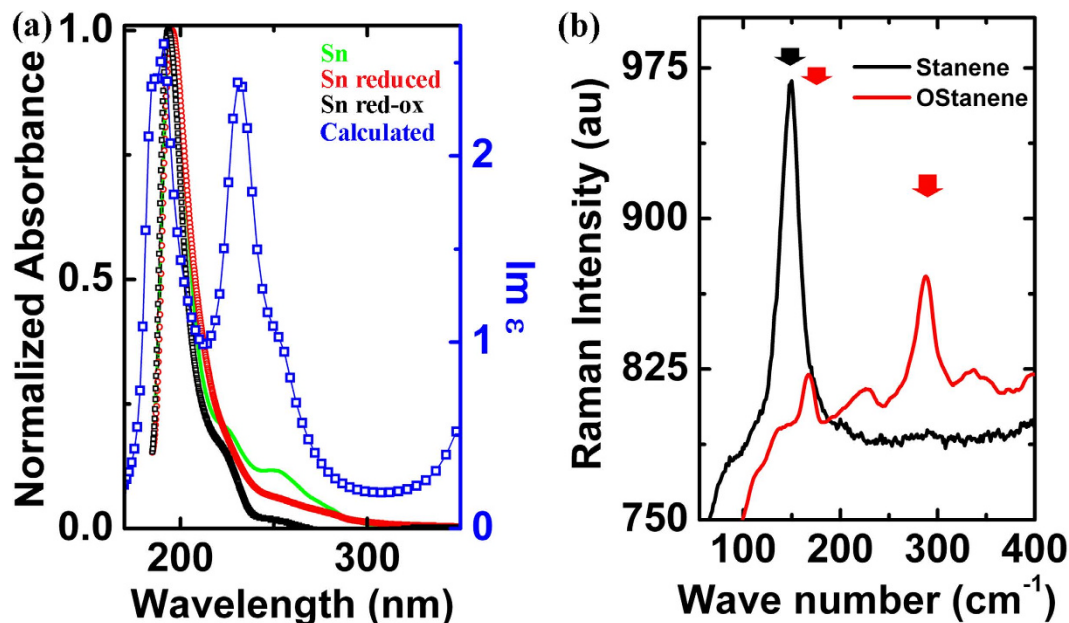 (a)
1.0
0.5
0.0
Normalized Absorbance
Sn
Sn reduced
Sn red-ox
Calculated
2
1
0
Im ε
200
300
Wavelength (nm)
(b)
975
900
825
750
Raman Intensity (au)
Stanene
OStanene
100
200
300
400
Wave number (cm⁻¹)